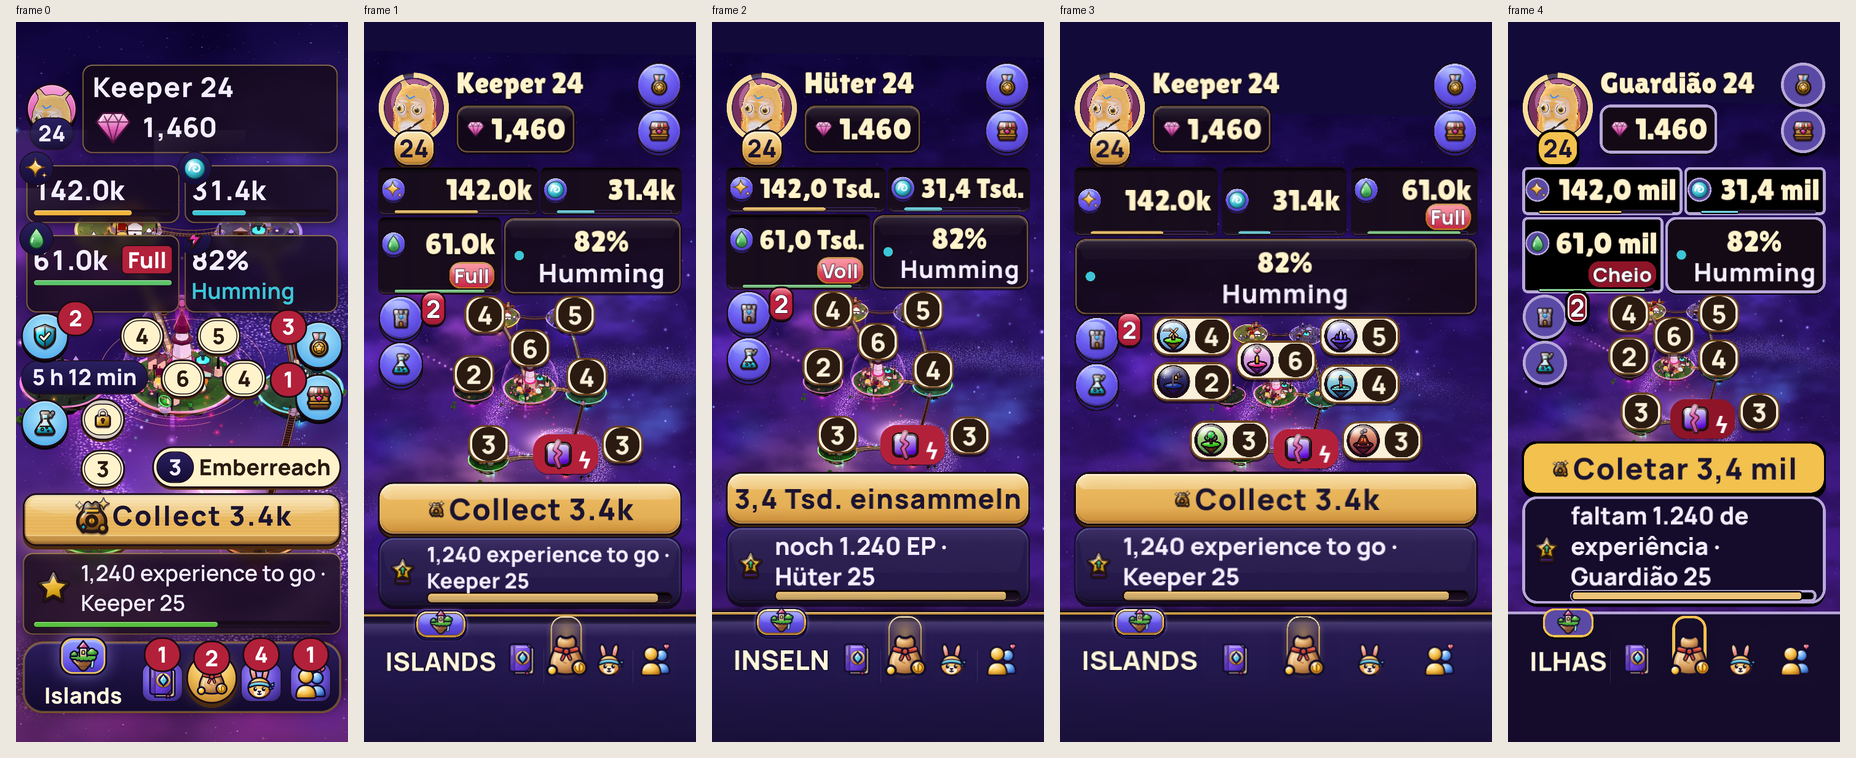 frame 0
Keeper 24
1,460
24
142.0k
31.4k
61.0k
Full
82%
Humming
2
4
5
3
5 h 12 min
6
4
1
3
3 Emberreach
Collect 3.4k
1,240 experience to go ·
Keeper 25
Islands
1
2
4
1
frame 1
Keeper 24
1,460
24
142.0k
31.4k
61.0k
Full
82%
Humming
2
4
5
6
2
4
3
4
3
Collect 3.4k
1,240 experience to go ·
Keeper 25
ISLANDS
frame 2
Hüter 24
1.460
24
142,0 Tsd.
31,4 Tsd.
61,0 Tsd.
Voll
82%
Humming
2
4
5
6
2
4
3
4
3
3,4 Tsd. einsammeln
noch 1.240 EP ·
Hüter 25
INSELN
frame 3
Keeper 24
1,460
24
142.0k
31.4k
61.0k
Full
82%
Humming
2
4
5
6
2
4
3
4
3
Collect 3.4k
1,240 experience to go ·
Keeper 25
ISLANDS
frame 4
Guardião 24
1.460
24
142,0 mil
31,4 mil
61,0 mil
Cheio
82%
Humming
2
4
5
6
2
4
3
4
3
Coletar 3,4 mil
faltam 1.240 de
experiência ·
Guardião 25
ILHAS